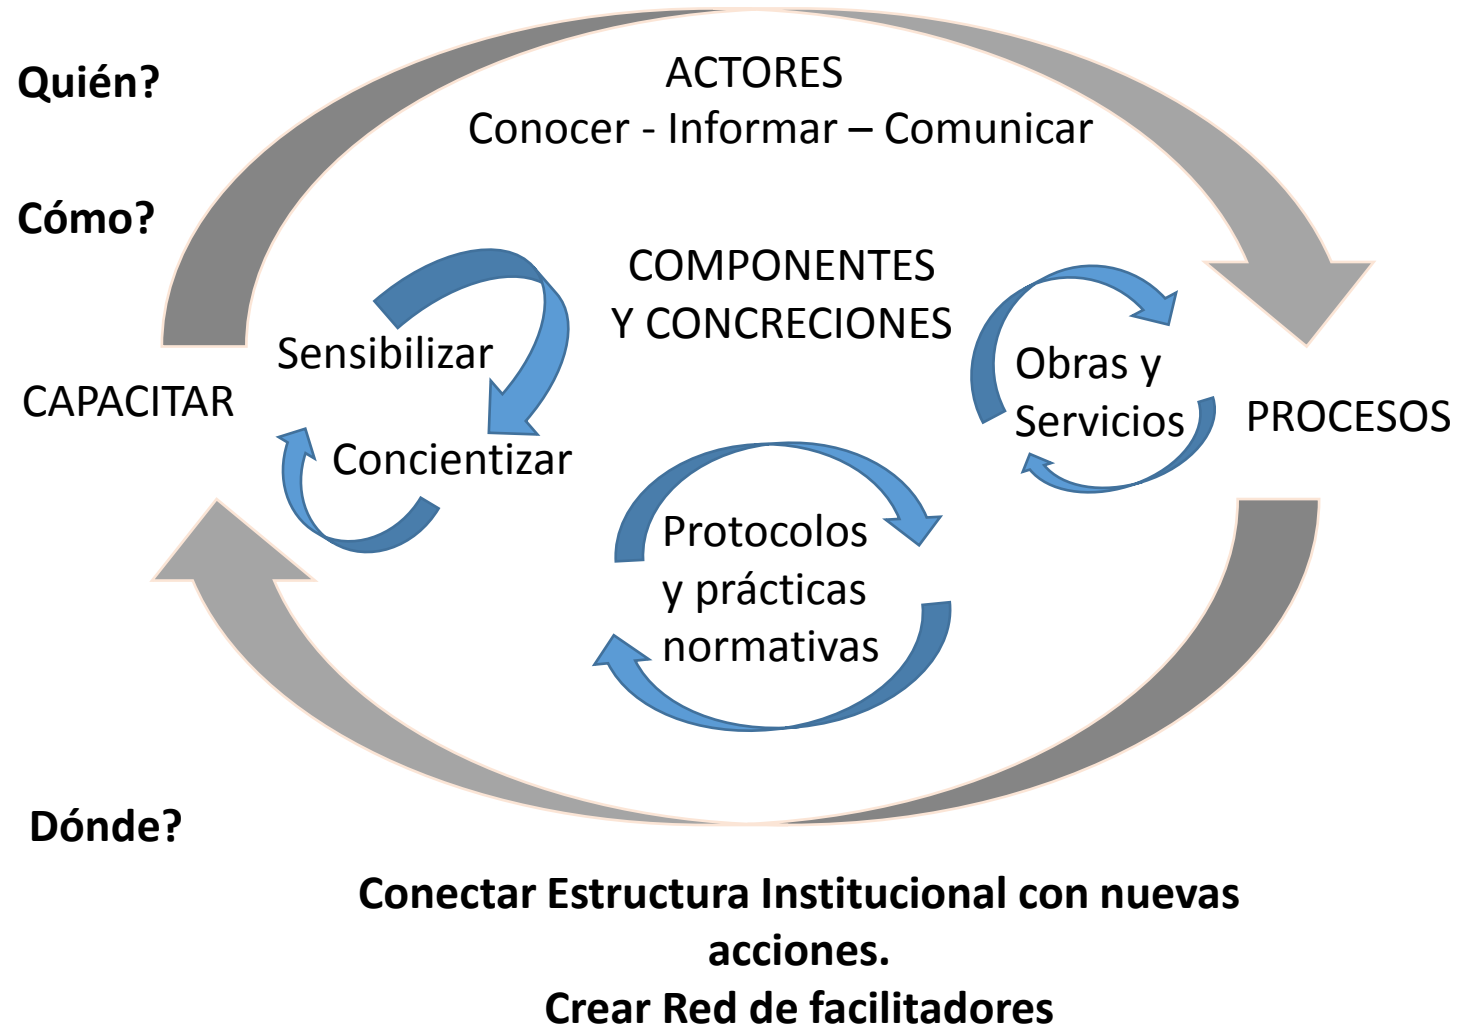 Quién?
ACTORES
Conocer - Informar – Comunicar
Cómo?
COMPONENTES
Y CONCRECIONES
Sensibilizar
Concientizar
CAPACITAR
Obras y
Servicios
PROCESOS
Protocolos
y prácticas
normativas
Dónde?
Conectar Estructura Institucional con nuevas
acciones.
Crear Red de facilitadores